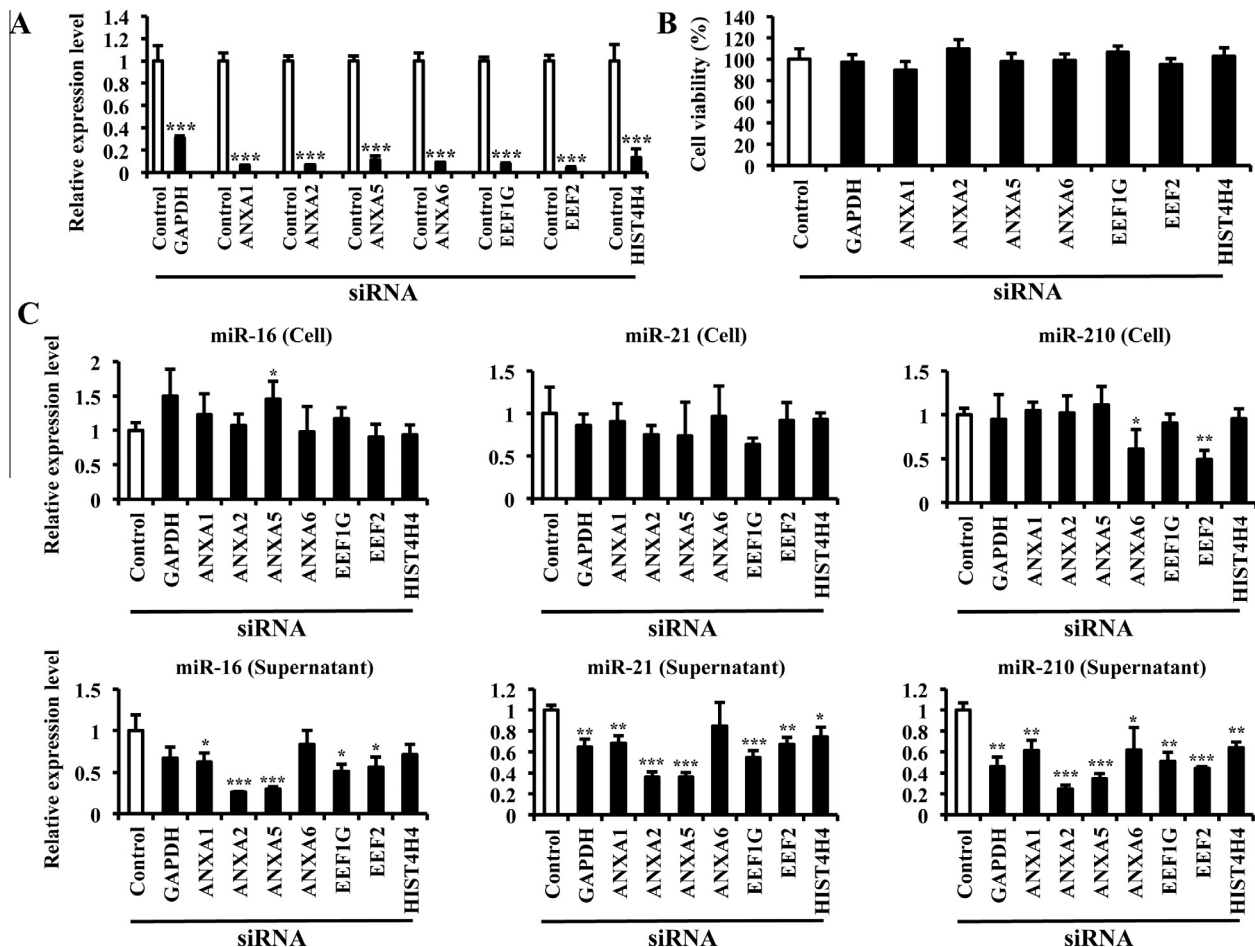 A
Relative expression level
1.4
1.2
1
0.8
0.6
0.4
0.2
0
***
***
***
***
***
***
***
***
Control
GAPDH
Control
ANXA1
Control
ANXA2
Control
ANXA5
Control
ANXA6
Control
EEF1G
Control
EEF2
Control
HIST4H4
siRNA
B
Cell viability (%)
140
120
100
80
60
40
20
0
Control
GAPDH
ANXA1
ANXA2
ANXA5
ANXA6
EEF1G
EEF2
HIST4H4
siRNA
C
miR-16 (Cell)
Relative expression level
2
1.5
1
0.5
0
*
Control
GAPDH
ANXA1
ANXA2
ANXA5
ANXA6
EEF1G
EEF2
HIST4H4
siRNA
miR-21 (Cell)
1.5
1
0.5
0
Control
GAPDH
ANXA1
ANXA2
ANXA5
ANXA6
EEF1G
EEF2
HIST4H4
siRNA
miR-210 (Cell)
1.5
1
0.5
0
*
**
Control
GAPDH
ANXA1
ANXA2
ANXA5
ANXA6
EEF1G
EEF2
HIST4H4
siRNA
miR-16 (Supernatant)
Relative expression level
1.5
1
0.5
0
*
***
***
*
*
Control
GAPDH
ANXA1
ANXA2
ANXA5
ANXA6
EEF1G
EEF2
HIST4H4
siRNA
miR-21 (Supernatant)
1.2
1
0.8
0.6
0.4
0.2
0
**
**
***
***
***
**
*
Control
GAPDH
ANXA1
ANXA2
ANXA5
ANXA6
EEF1G
EEF2
HIST4H4
siRNA
miR-210 (Supernatant)
1.2
1
0.8
0.6
0.4
0.2
0
**
**
***
***
*
**
***
**
Control
GAPDH
ANXA1
ANXA2
ANXA5
ANXA6
EEF1G
EEF2
HIST4H4
siRNA